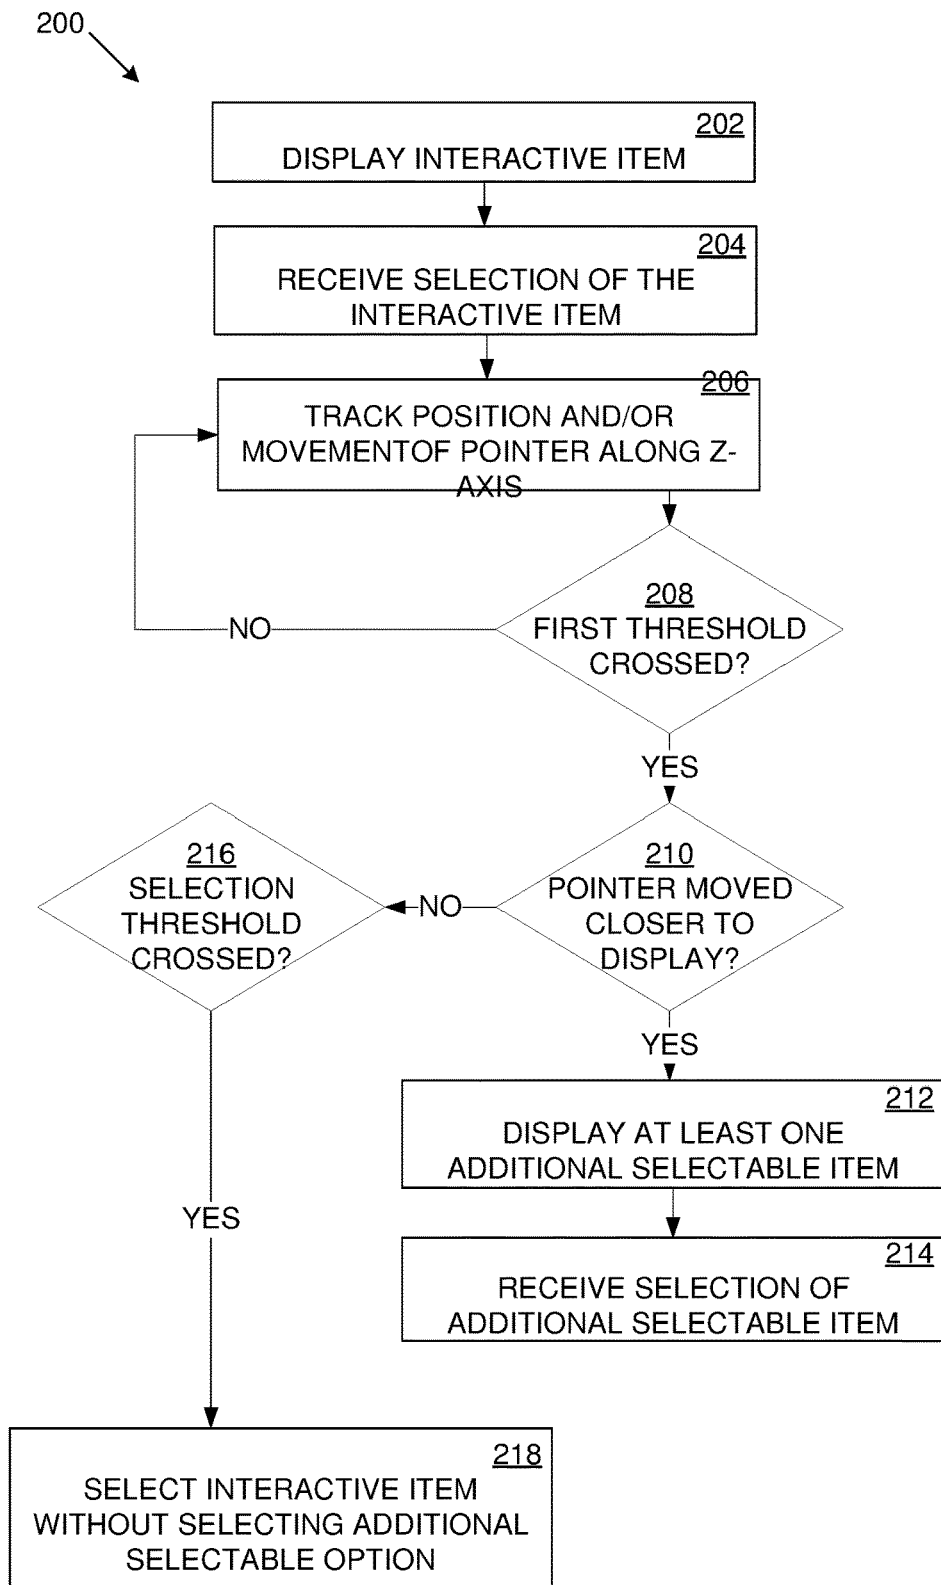 200
202
DISPLAY INTERACTIVE ITEM
204
RECEIVE SELECTION OF THE
INTERACTIVE ITEM
206
TRACK POSITION AND/OR
MOVEMENTOF POINTER ALONG Z-
AXIS
208
FIRST THRESHOLD
CROSSED?
NO
YES
210
POINTER MOVED
CLOSER TO
DISPLAY?
NO
216
SELECTION
THRESHOLD
CROSSED?
YES
212
DISPLAY AT LEAST ONE
ADDITIONAL SELECTABLE ITEM
214
RECEIVE SELECTION OF
ADDITIONAL SELECTABLE ITEM
YES
218
SELECT INTERACTIVE ITEM
WITHOUT SELECTING ADDITIONAL
SELECTABLE OPTION